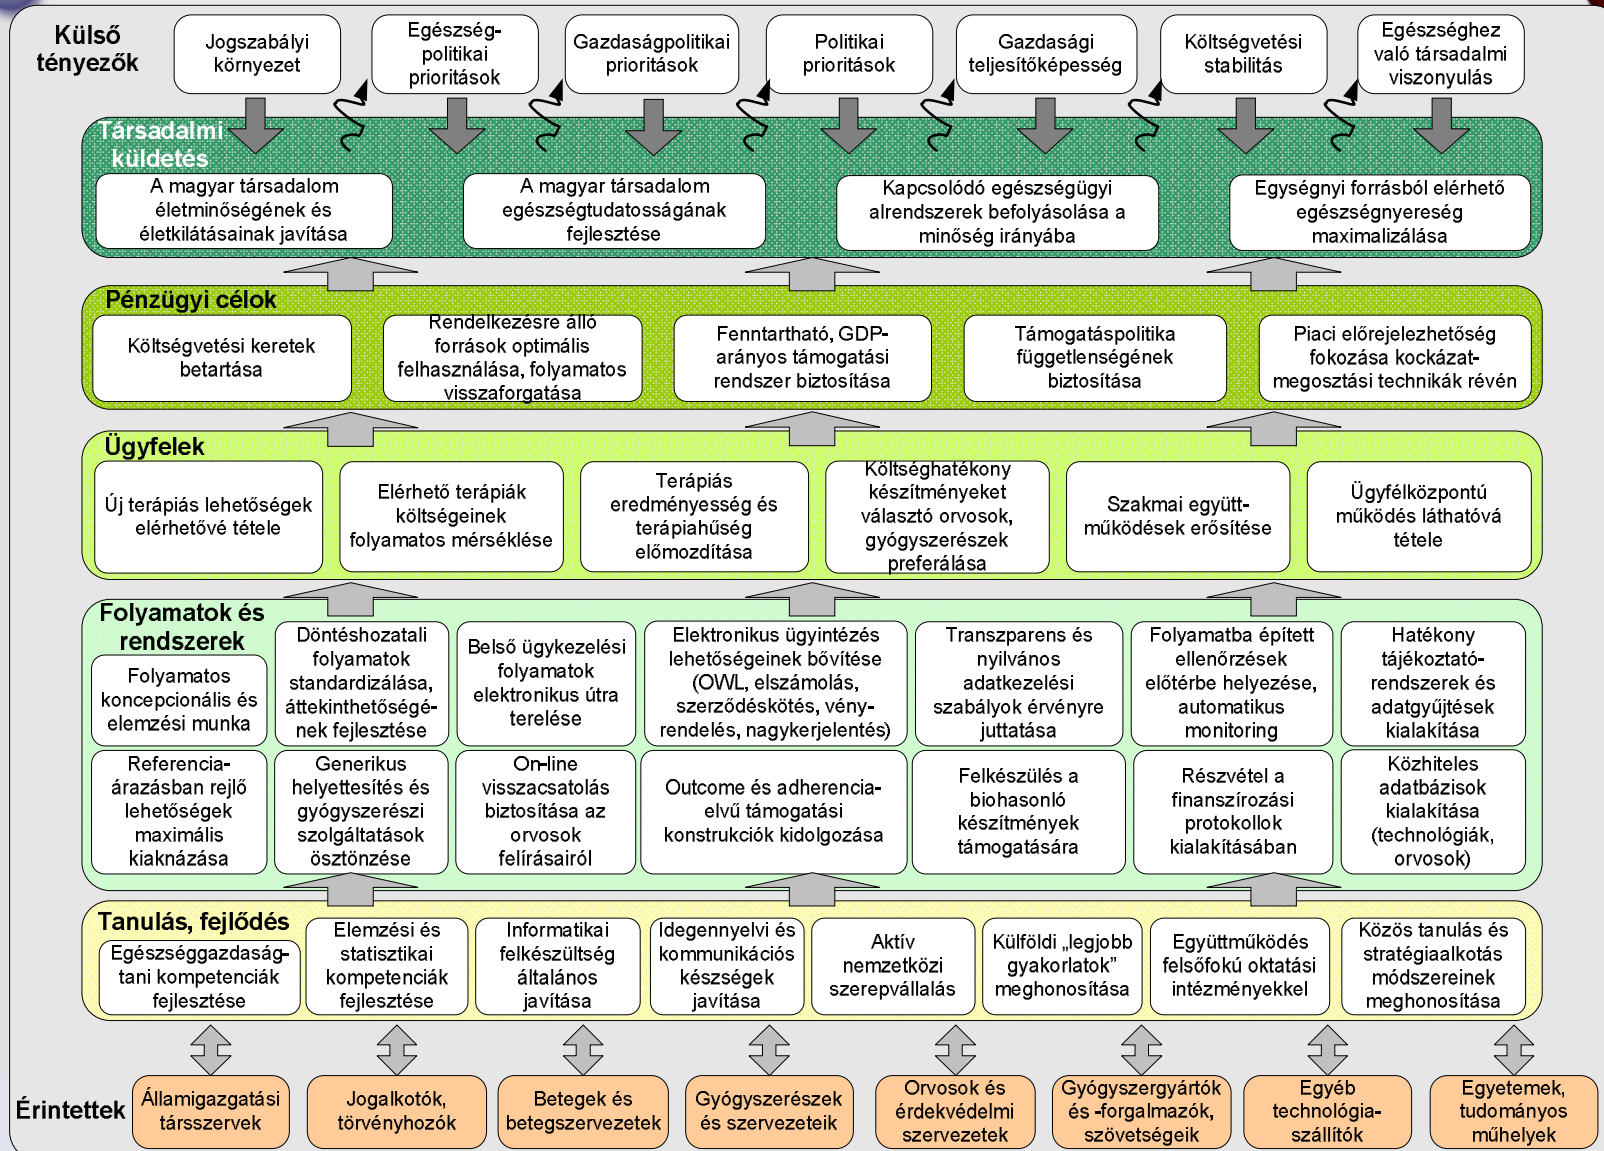 Külső
tényezők
Jogszabályi
környezet
Egészség-
politikai
prioritások
Gazdaságpolitikai
prioritások
Politikai
prioritások
Gazdasági
teljesítőképesség
Költségvetési
stabilitás
Egészséghez
való társadalmi
viszonyulás
Társadalmi
küldetés
A magyar társadalom
életminőségének és
életkilátásainak javítása
A magyar társadalom
egészségtudatosságának
fejlesztése
Kapcsolódó egészségügyi
alrendszerek befolyásolása a
minőség irányába
Egységnyi forrásból elérhető
egészségnyereség
maximalizálása
Pénzügyi célok
Költségvetési keretek
betartása
Rendelkezésre álló
források optimális
felhasználása, folyamatos
visszaforgatása
Fenntartható, GDP-
arányos támogatási
rendszer biztosítása
Támogatáspolitika
függetlenségének
biztosítása
Piaci előrejelezhetőség
fokozása kockázat-
megosztási technikák révén
Ügyfelek
Új terápiás lehetőségek
elérhetővé tétele
Elérhető terápiák
költségeinek
folyamatos mérséklése
Terápiás
eredményesség és
terápiahűség
előmozdítása
Költséghatékony
készítményeket
választó orvosok,
gyógyszerészek
preferálása
Szakmai együtt-
működések erősítése
Ügyfélközpontú
működés láthatóvá
tétele
Folyamatok és
rendszerek
Folyamatos
koncepcionális és
elemzési munka
Döntéshozatali
folyamatok
standardizálása,
áttekinthetőségé-
nek fejlesztése
Belső ügykezelési
folyamatok
elektronikus útra
terelése
Elektronikus ügyintézés
lehetőségeinek bővítése
(OWL, elszámolás,
szerződéskötés, vény-
rendelés, nagykerjelentés)
Transzparens és
nyilvános
adatkezelési
szabályok érvényre
juttatása
Folyamatba épített
ellenőrzések
előtérbe helyezése,
automatikus
monitoring
Hatékony
tájékoztató-
rendszerek és
adatgyűjtések
kialakítása
Referencia-
árazásban rejlő
lehetőségek
maximális
kiaknázása
Generikus
helyettesítés és
gyógyszerészi
szolgáltatások
ösztönzése
On-line
visszacsatolás
biztosítása az
orvosok
felírásairól
Outcome és adherencia-
elvű támogatási
konstrukciók kidolgozása
Felkészülés a
biohasonló
készítmények
támogatására
Részvétel a
finanszírozási
protokollok
kialakításában
Közhiteles
adatbázisok
kialakítása
(technológiák,
orvosok)
Tanulás, fejlődés
Egészséggazdaság-
tani kompetenciák
fejlesztése
Elemzési és
statisztikai
kompetenciák
fejlesztése
Informatikai
felkészültség
általános
javítása
Idegennyelvi és
kommunikációs
készségek
javítása
Aktív
nemzetközi
szerepvállalás
Külföldi „legjobb
gyakorlatok”
meghonosítása
Együttműködés
felsőfokú oktatási
intézményekkel
Közös tanulás és
stratégiaalkotás
módszereinek
meghonosítása
Érintettek
Államigazgatási
társszervek
Jogalkotók,
törvényhozók
Betegek és
betegszervezetek
Gyógyszerészek
és szervezeteik
Orvosok és
érdekvédelmi
szervezetek
Gyógyszergyártók
és -forgalmazók,
szövetségeik
Egyéb
technológia-
szállítók
Egyetemek,
tudományos
műhelyek